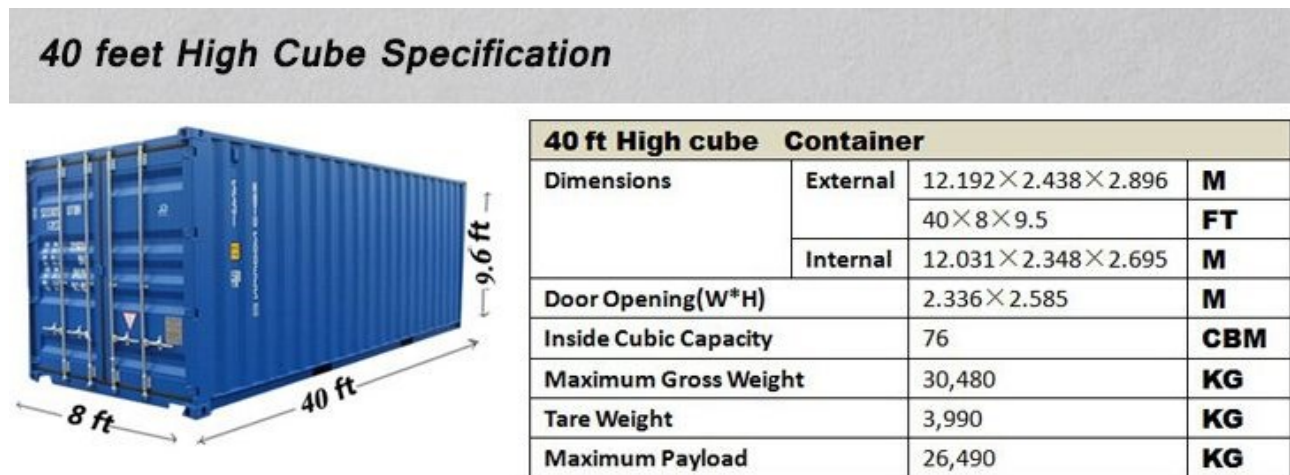 40 feet High Cube Specification
9.6 ft
8 ft
40 ft
40 ft High cube Container
Dimensions External 12.192×2.438×2.896 M
40×8×9.5 FT
Internal 12.031×2.348×2.695 M
Door Opening(W*H) 2.336×2.585 M
Inside Cubic Capacity 76 CBM
Maximum Gross Weight 30,480 KG
Tare Weight 3,990 KG
Maximum Payload 26,490 KG